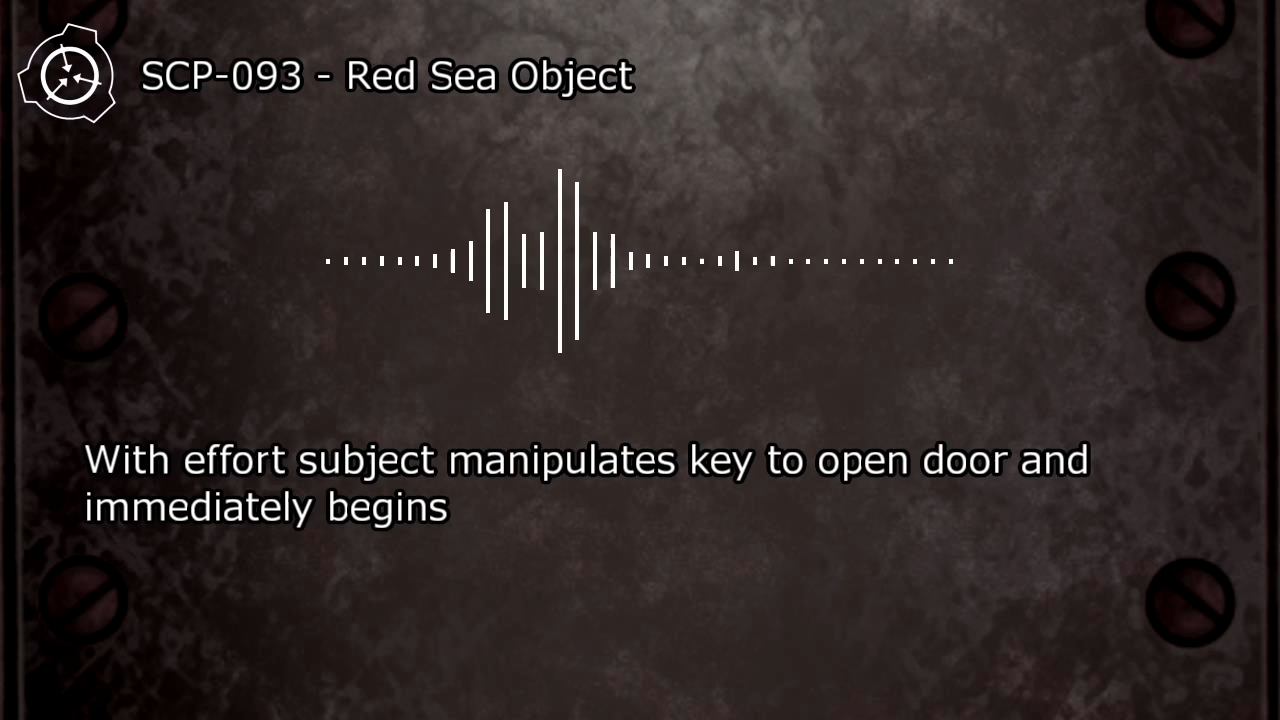 SCP-093 - Red Sea Object
With effort subject manipulates key to open door and
immediately begins